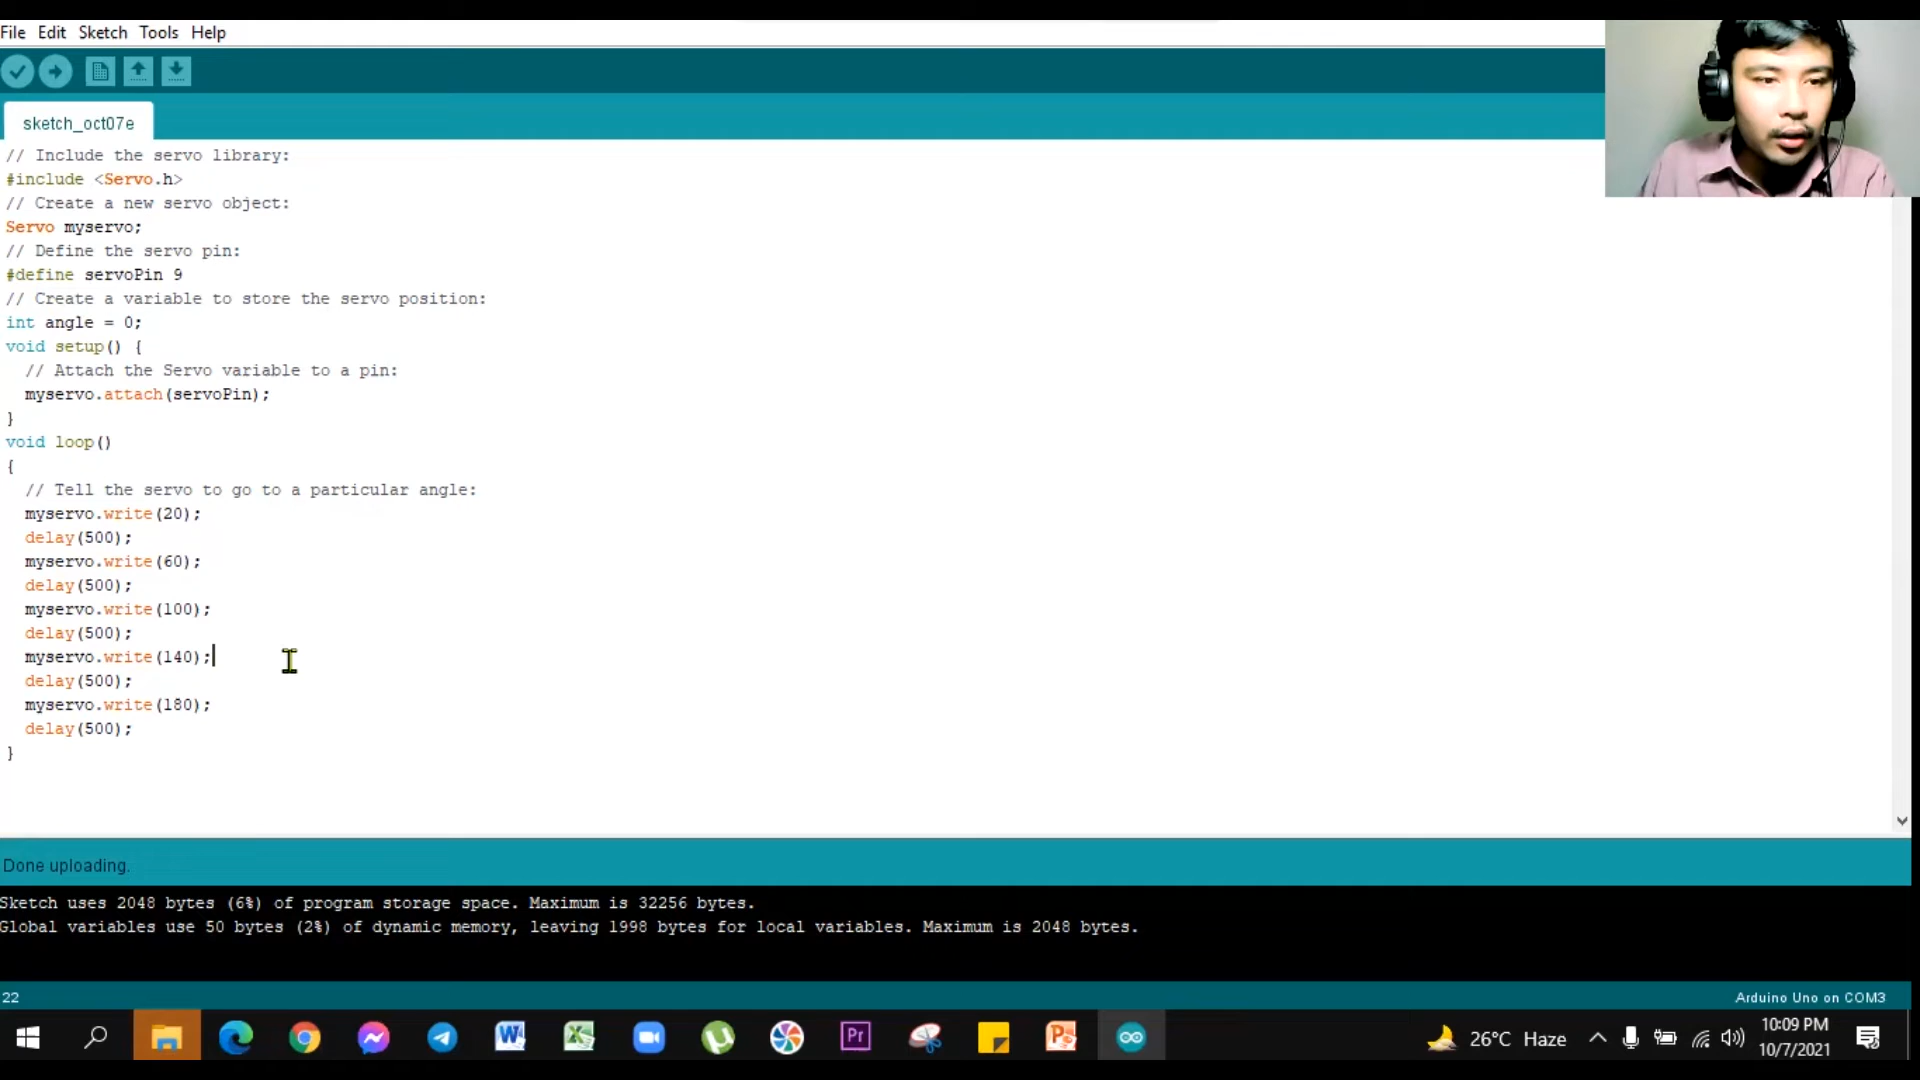 File Edit Sketch Tools Help
sketch_oct07e
// Include the servo library:
#include <Servo.h>
// Create a new servo object:
Servo myservo;
// Define the servo pin:
#define servoPin 9
// Create a variable to store the servo position:
int angle = 0;
void setup() {
  // Attach the Servo variable to a pin:
  myservo.attach(servoPin);
}
void loop()
{
  // Tell the servo to go to a particular angle:
  myservo.write(20);
  delay(500);
  myservo.write(60);
  delay(500);
  myservo.write(100);
  delay(500);
  myservo.write(140);
  delay(500);
  myservo.write(180);
  delay(500);
}
Done uploading.
Sketch uses 2048 bytes (6%) of program storage space. Maximum is 32256 bytes.
Global variables use 50 bytes (2%) of dynamic memory, leaving 1998 bytes for local variables. Maximum is 2048 bytes.
22
Arduino Uno on COM3
26°C Haze
10:09 PM
10/7/2021